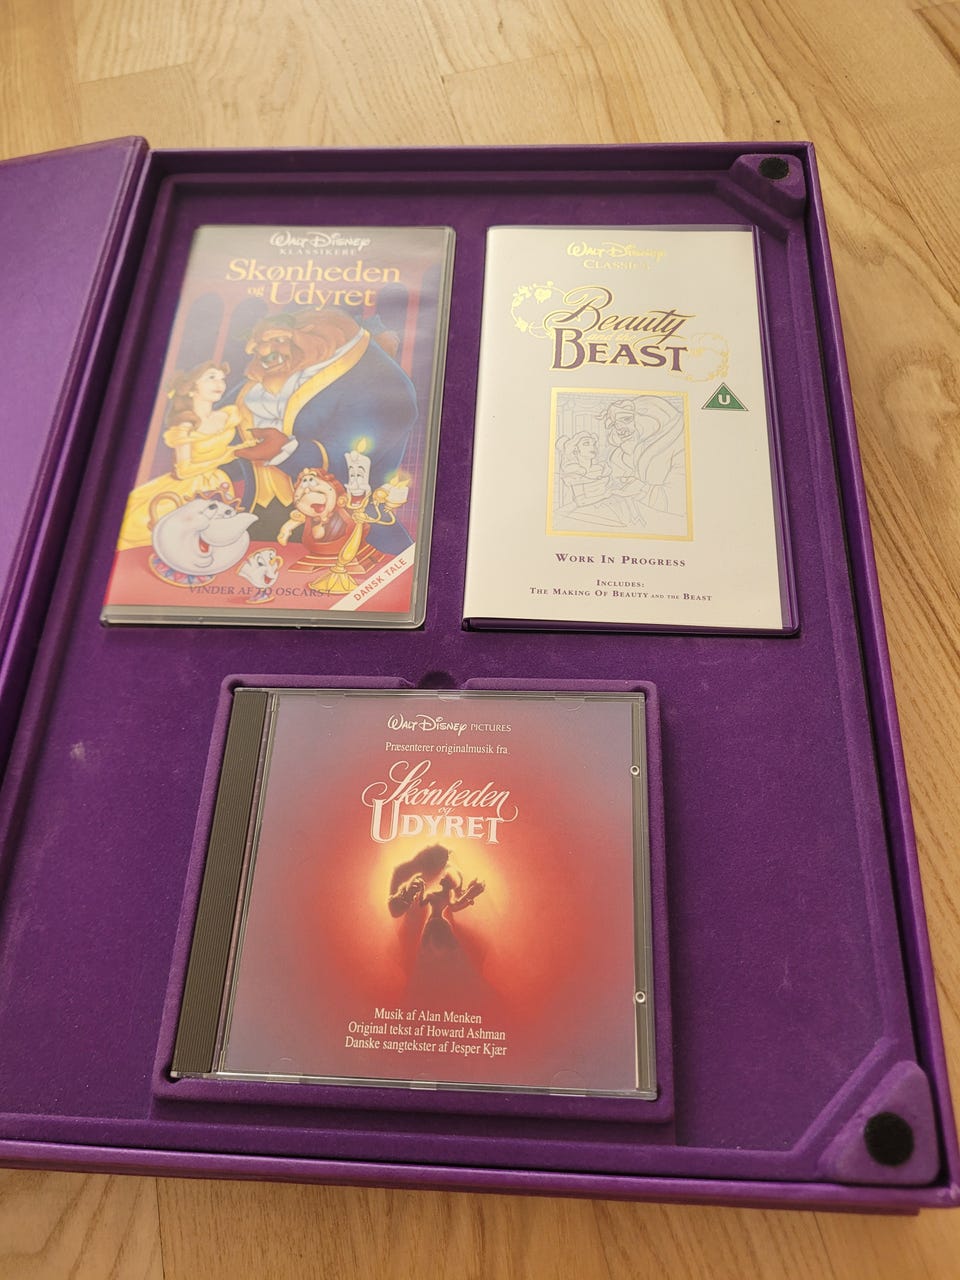 Walt Disney
KLASSIKERE
Skønheden
og Udyret
VINDER AF TO OSCARS!
DANSK TALE
Walt Disney
CLASSICS
Beauty
AND THE
BEAST
U
WORK IN PROGRESS
INCLUDES:
THE MAKING OF BEAUTY AND THE BEAST
Walt Disney PICTURES
Præsenterer originalmusik fra
Skønheden
og
UDYRET
Musik af Alan Menken
Original tekst af Howard Ashman
Danske sangtekster af Jesper Kjær